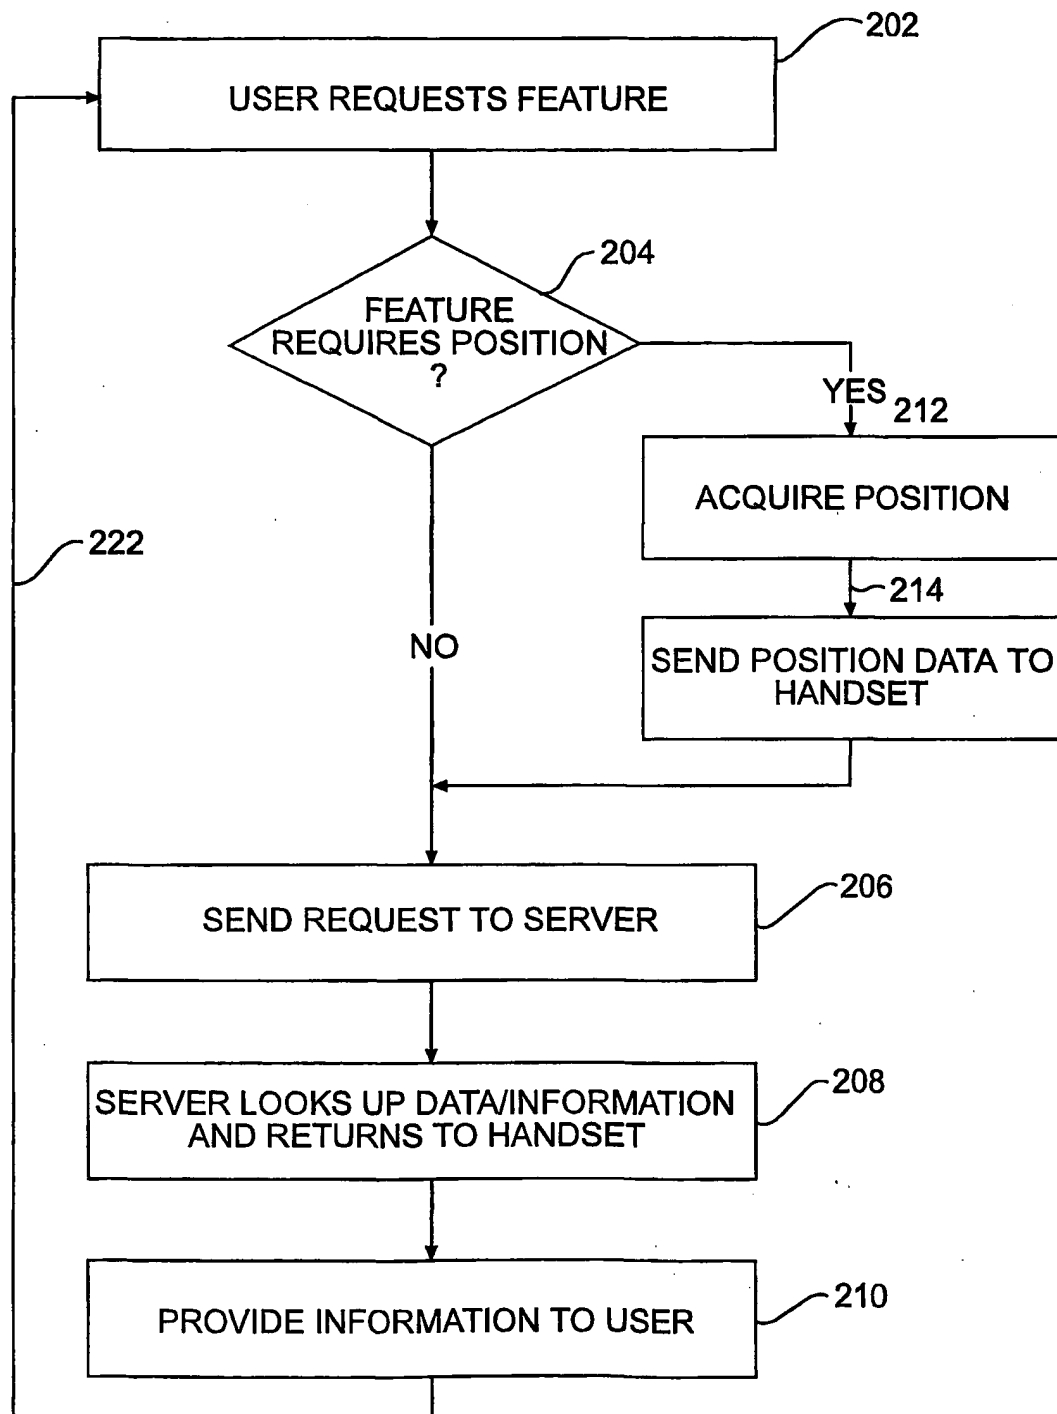 202
USER REQUESTS FEATURE
204
FEATURE
REQUIRES POSITION
?
YES
212
ACQUIRE POSITION
222
214
NO
SEND POSITION DATA TO
HANDSET
206
SEND REQUEST TO SERVER
208
SERVER LOOKS UP DATA/INFORMATION
AND RETURNS TO HANDSET
210
PROVIDE INFORMATION TO USER